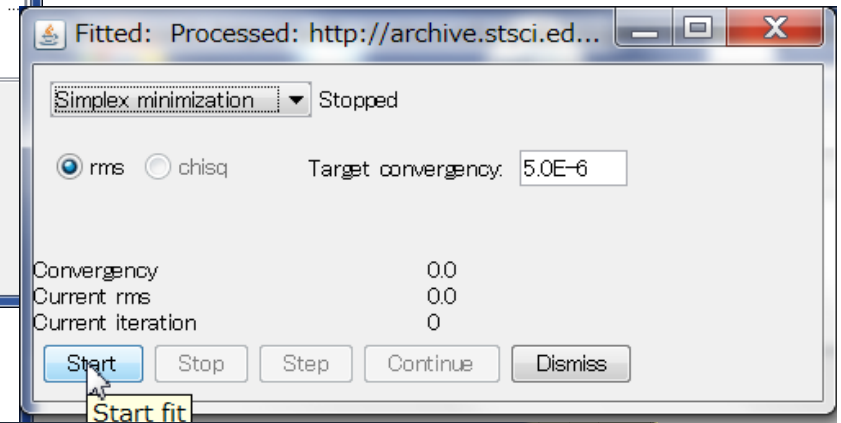 Fitted: Processed: http://archive.stsci.ed...
Simplex minimization Stopped
rms chisq Target convergency: 5.0E-6
Convergency 0.0
Current rms 0.0
Current iteration 0
Start Stop Step Continue Dismiss
Start fit